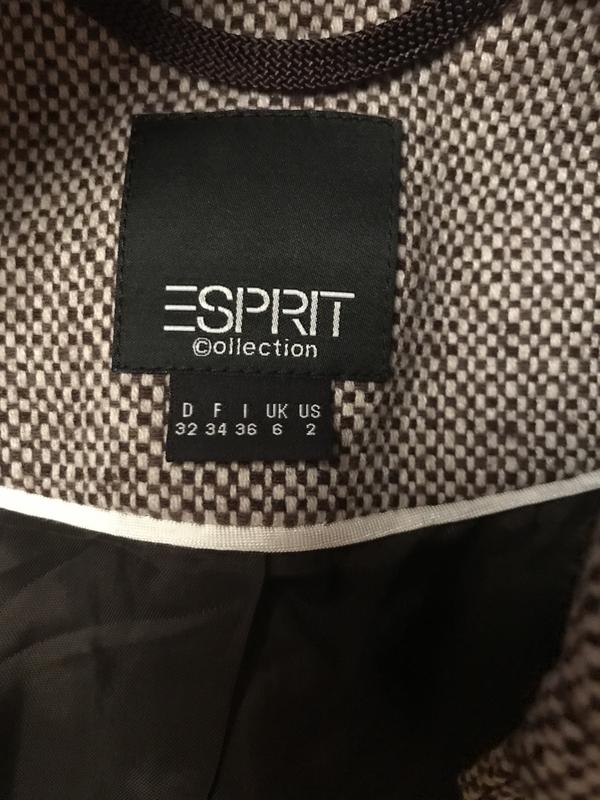 ESPRIT
©ollection
D F I UK US
32 34 36 6 2